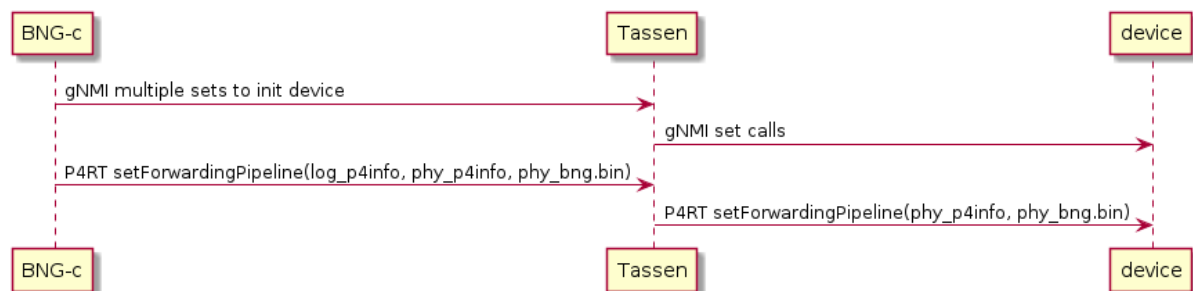 BNG-c
Tassen
device
gNMI multiple sets to init device
gNMI set calls
P4RT setForwardingPipeline(log_p4info, phy_p4info, phy_bng.bin)
P4RT setForwardingPipeline(phy_p4info, phy_bng.bin)
BNG-c
Tassen
device